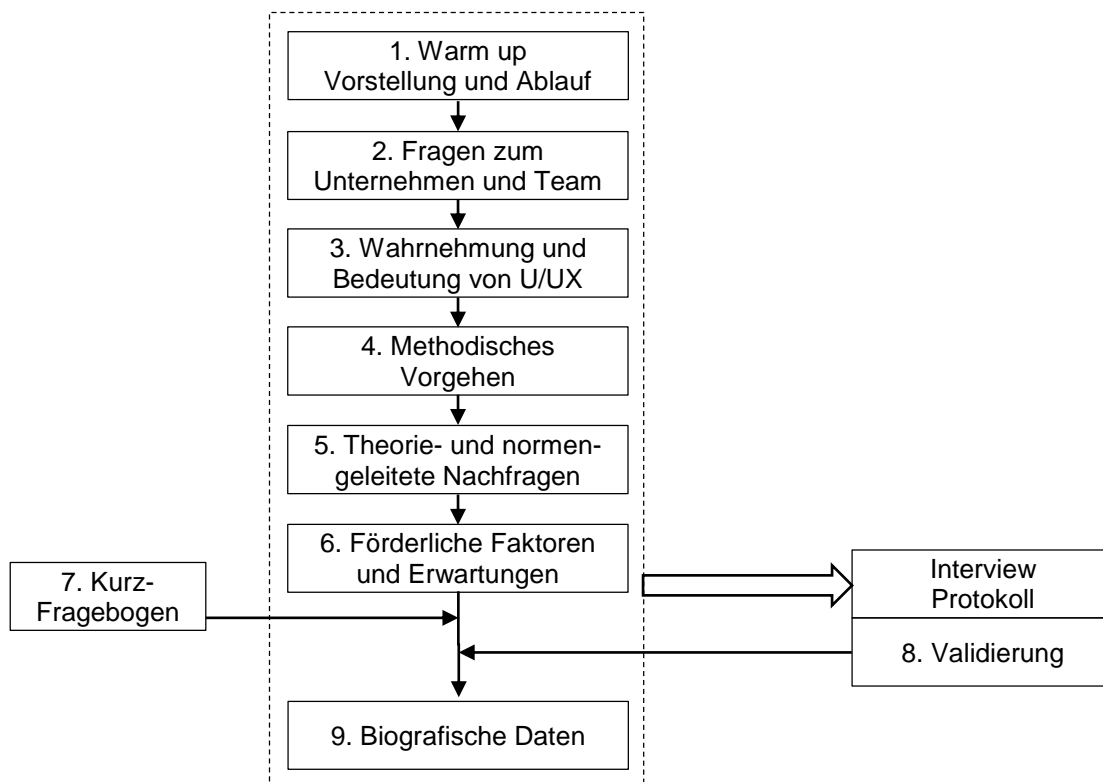 1. Warm up
Vorstellung und Ablauf
2. Fragen zum
Unternehmen und Team
3. Wahrnehmung und
Bedeutung von U/UX
4. Methodisches
Vorgehen
5. Theorie- und normen-
geleitete Nachfragen
6. Förderliche Faktoren
und Erwartungen
7. Kurz-
Fragebogen
Interview
Protokoll
8. Validierung
9. Biografische Daten